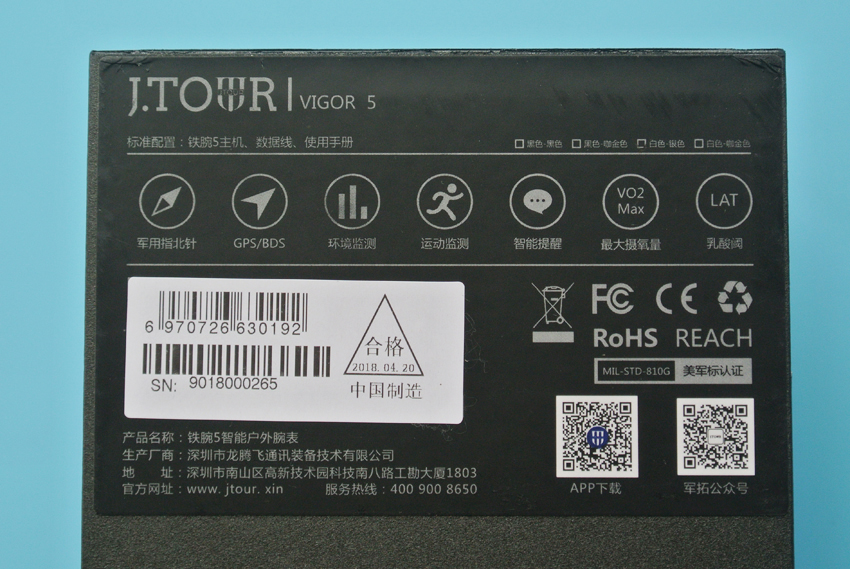 J.TOUR | VIGOR 5
标准配置：铁腕5主机、数据线、使用手册
黑色·黑色 黑色·咖金色 白色·银色 白色·咖金色
VO2 Max LAT
军用指北针 GPS/BDS 环境监测 运动监测 智能提醒 最大摄氧量 乳酸阈
6 970726 630192
SN: 9018000265
合格
2018.04.20
中国制造
FC CE
RoHS REACH
MIL-STD-810G 美军标认证
APP下载 军拓公众号
产品名称：铁腕5智能户外腕表
生产厂商：深圳市龙腾飞通讯装备技术有限公司
地 址：深圳市南山区高新技术园科技南八路工勘大厦1803
官方网址：www.jtour.xin 服务热线：400 900 8650